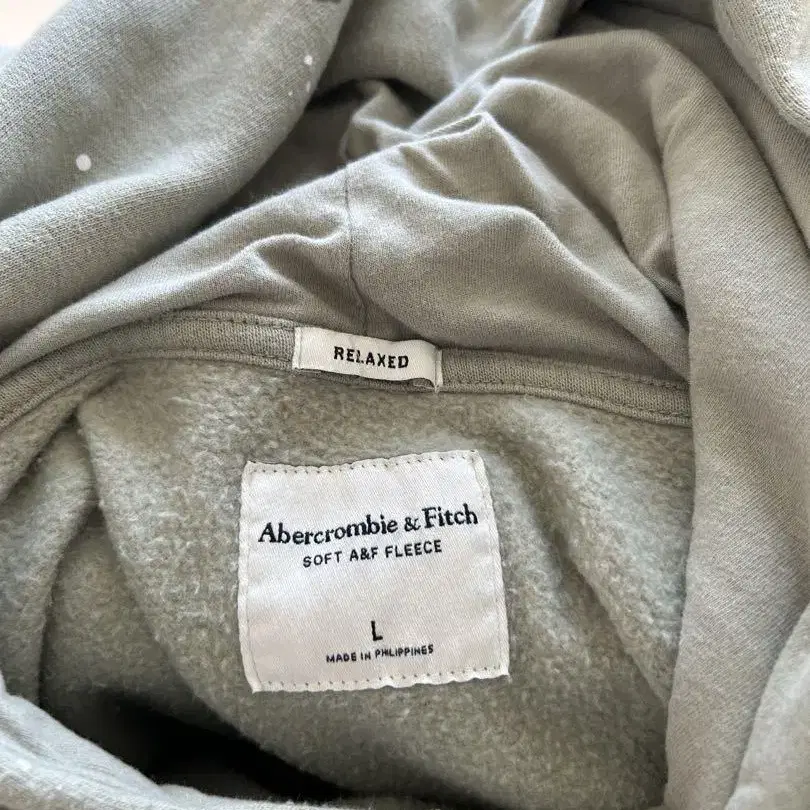 RELAXED
Abercrombie & Fitch
SOFT A&F FLEECE
L
MADE IN PHILIPPINES